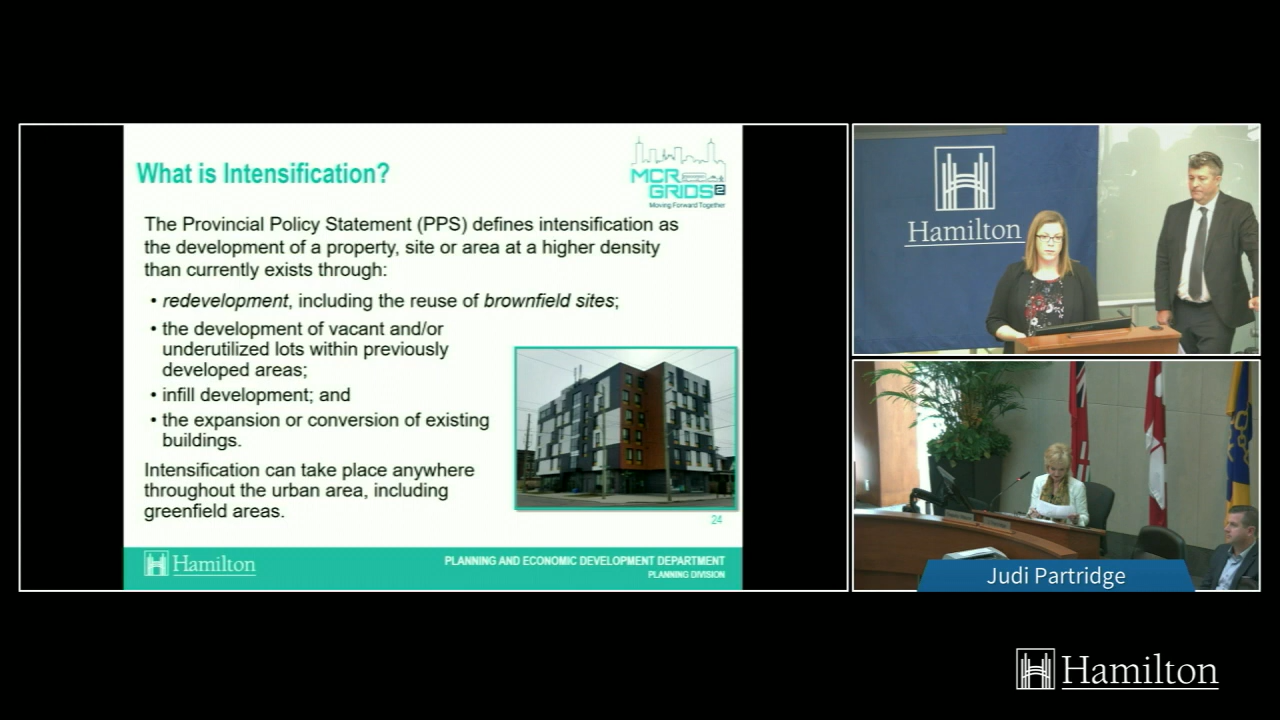 What is Intensification?
MCR
GRIDS2
Moving Forward Together
The Provincial Policy Statement (PPS) defines intensification as
the development of a property, site or area at a higher density
than currently exists through:
• redevelopment, including the reuse of brownfield sites;
• the development of vacant and/or
underutilized lots within previously
developed areas;
• infill development; and
• the expansion or conversion of existing
buildings.
Intensification can take place anywhere
throughout the urban area, including
greenfield areas.
24
Hamilton
PLANNING AND ECONOMIC DEVELOPMENT DEPARTMENT
PLANNING DIVISION
Hamilton
Judi Partridge
Hamilton